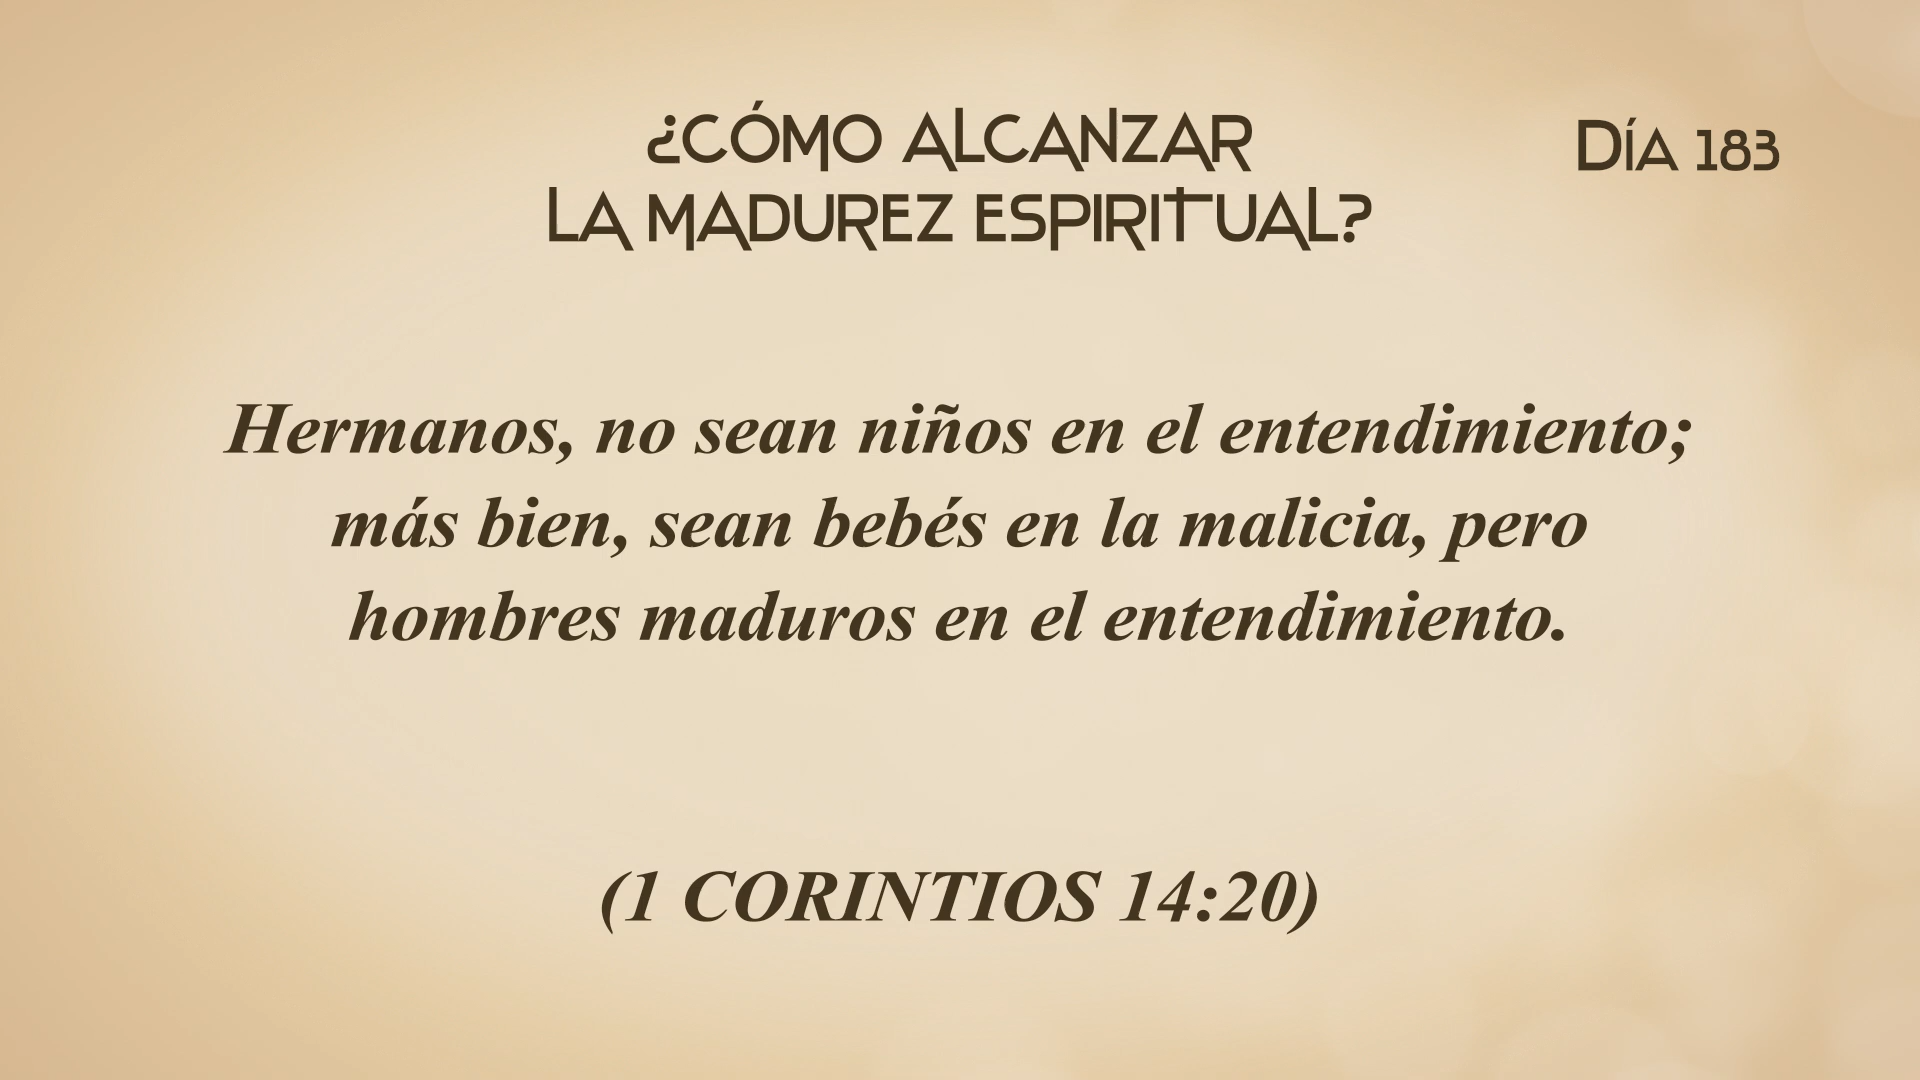 ¿CÓMO ALCANZAR
LA MADUREZ ESPIRITUAL?
DÍA 183
Hermanos, no sean niños en el entendimiento;
más bien, sean bebés en la malicia, pero
hombres maduros en el entendimiento.
(1 CORINTIOS 14:20)